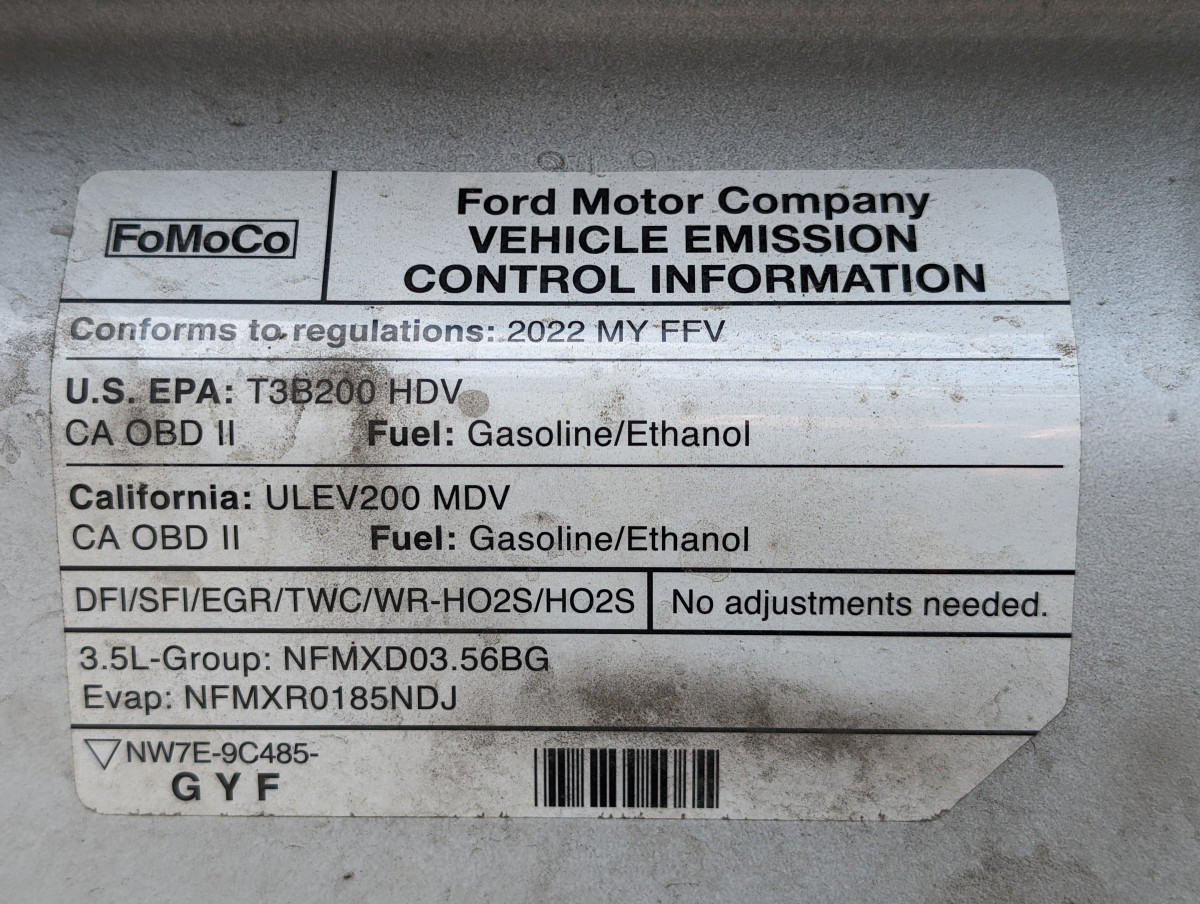 FoMoCo
Ford Motor Company
VEHICLE EMISSION
CONTROL INFORMATION
Conforms to regulations: 2022 MY FFV
U.S. EPA: T3B200 HDV
CA OBD II Fuel: Gasoline/Ethanol
California: ULEV200 MDV
CA OBD II Fuel: Gasoline/Ethanol
DFI/SFI/EGR/TWC/WR-HO2S/HO2S No adjustments needed.
3.5L-Group: NFMXD03.56BG
Evap: NFMXR0185NDJ
NW7E-9C485-
G Y F